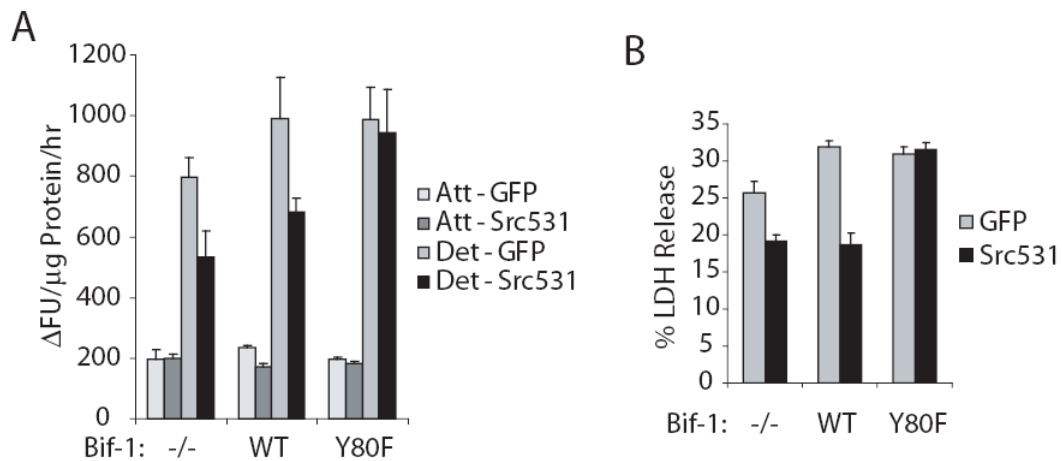 A
1200
1000
800
600
400
200
0
ΔFU/µg Protein/hr
Att - GFP
Att - Src531
Det - GFP
Det - Src531
Bif-1: -/- WT Y80F
B
35
30
25
20
15
10
5
0
% LDH Release
GFP
Src531
Bif-1: -/- WT Y80F